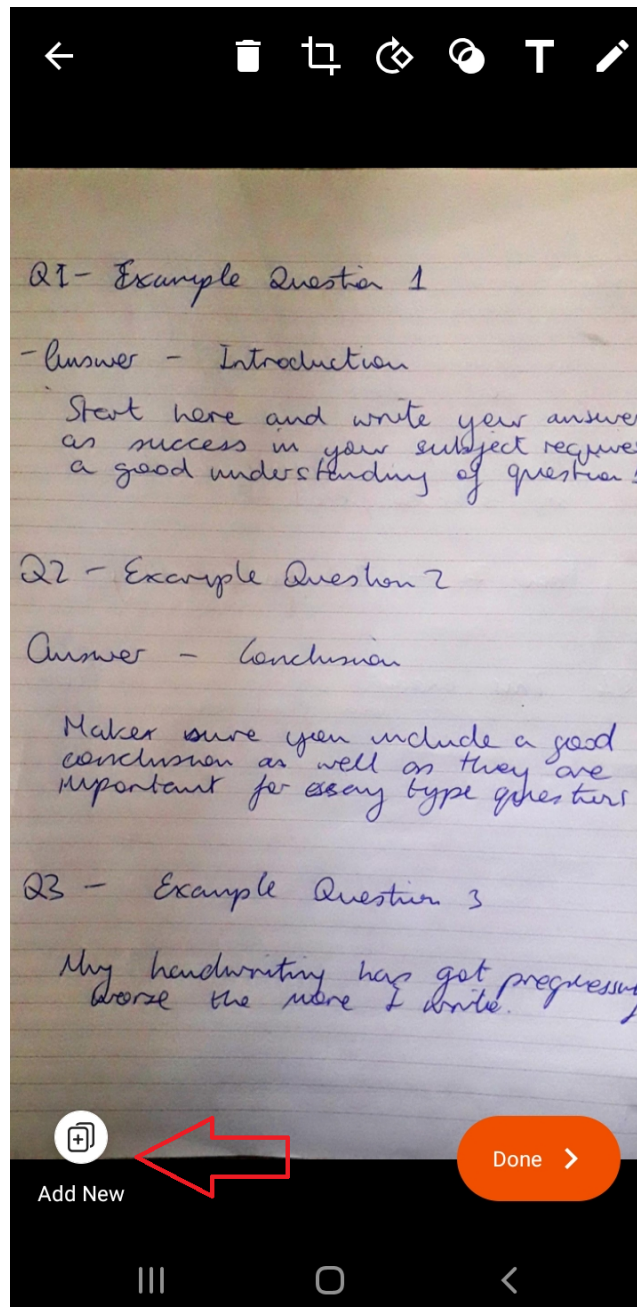 T
Q1 - Example Question 1
- Answer - Introduction
Start here and write your answer
as success in your subject requires
a good understanding of questions
Q2 - Example Question 2
Answer - Conclusion
Maker sure you include a good
conclusion as well as they are
important for essay type questions
Q3 - Example Question 3
My handwriting has got progressively
worse the more I write.
Add New
Done